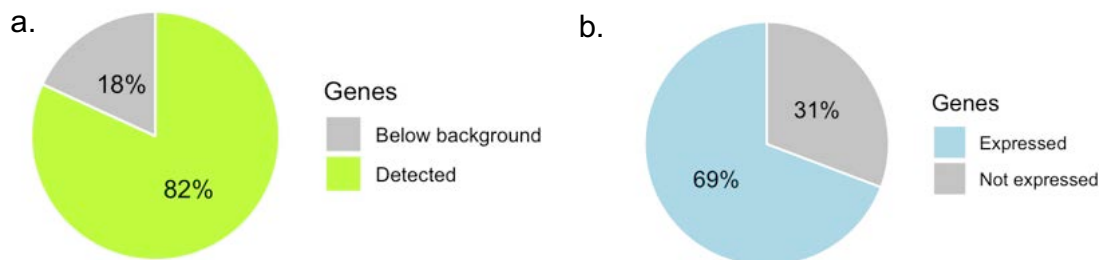 a.
18%
82%
Genes
Below background
Detected
b.
31%
69%
Genes
Expressed
Not expressed